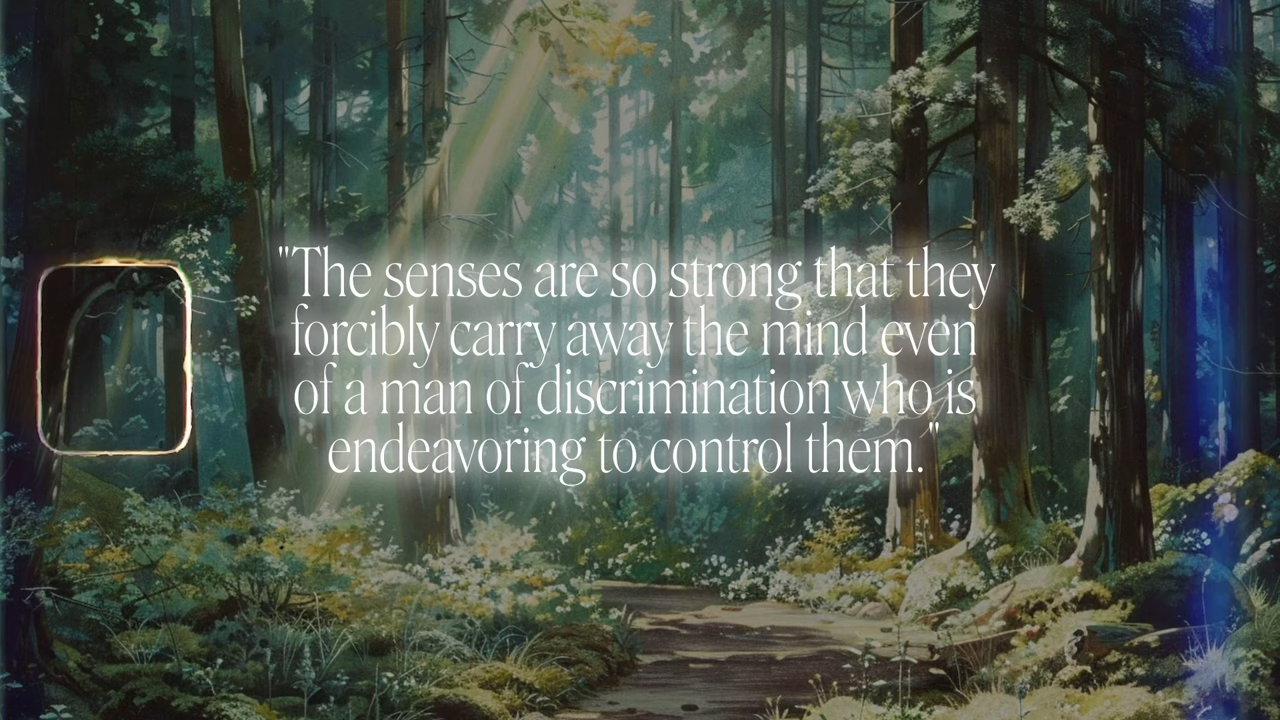 "The senses are so strong that they
forcibly carry away the mind even
of a man of discrimination who is
endeavoring to control them."